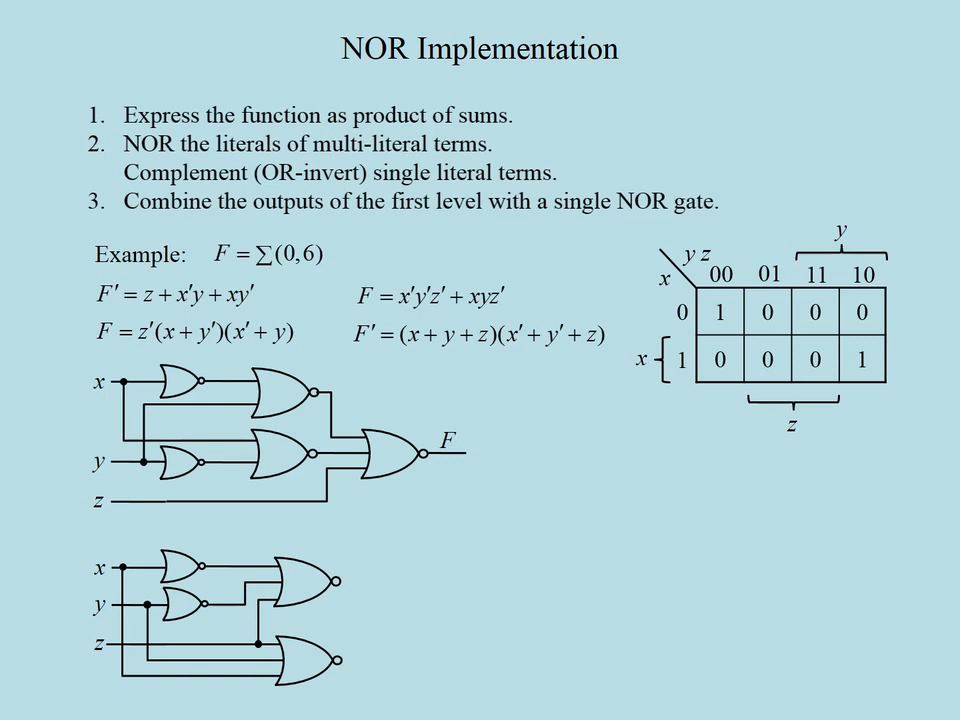 NOR Implementation
1. Express the function as product of sums.
2. NOR the literals of multi-literal terms.
Complement (OR-invert) single literal terms.
3. Combine the outputs of the first level with a single NOR gate.
Example: F = ∑(0,6)
F′ = z + x′y + xy′
F = z′(x + y′)(x′ + y)
F = x′y′z′ + xyz′
F′ = (x + y + z)(x′ + y′ + z)
y
y z
x 00 01 11 10
0 1 0 0 0
x 1 0 0 0 1
z
x
y
z
F
x
y
z